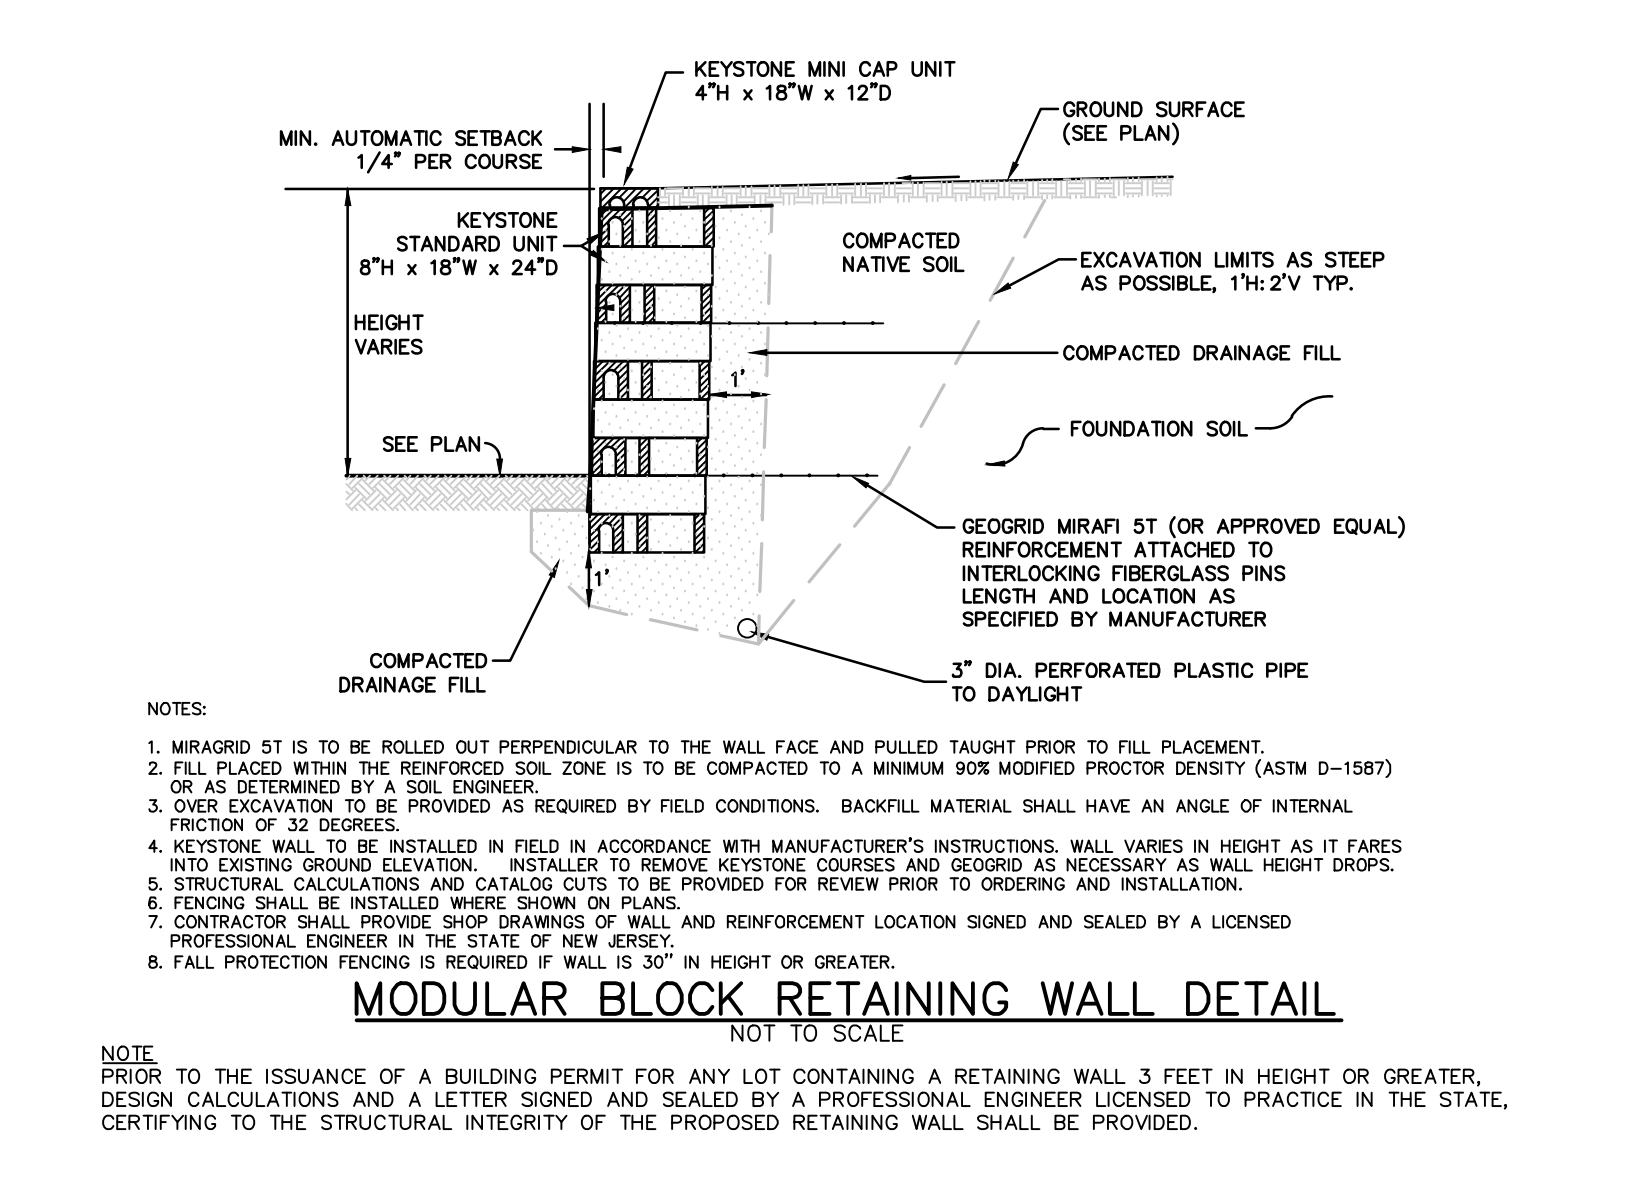 KEYSTONE MINI CAP UNIT
4"H x 18"W x 12"D
GROUND SURFACE
(SEE PLAN)
MIN. AUTOMATIC SETBACK
1/4" PER COURSE
KEYSTONE
STANDARD UNIT
8"H x 18"W x 24"D
COMPACTED
NATIVE SOIL
EXCAVATION LIMITS AS STEEP
AS POSSIBLE, 1'H:2'V TYP.
HEIGHT
VARIES
COMPACTED DRAINAGE FILL
1'
FOUNDATION SOIL
SEE PLAN
GEOGRID MIRAFI 5T (OR APPROVED EQUAL)
REINFORCEMENT ATTACHED TO
INTERLOCKING FIBERGLASS PINS
LENGTH AND LOCATION AS
SPECIFIED BY MANUFACTURER
1'
COMPACTED
DRAINAGE FILL
3" DIA. PERFORATED PLASTIC PIPE
TO DAYLIGHT
NOTES:
1. MIRAGRID 5T IS TO BE ROLLED OUT PERPENDICULAR TO THE WALL FACE AND PULLED TAUGHT PRIOR TO FILL PLACEMENT.
2. FILL PLACED WITHIN THE REINFORCED SOIL ZONE IS TO BE COMPACTED TO A MINIMUM 90% MODIFIED PROCTOR DENSITY (ASTM D-1587)
OR AS DETERMINED BY A SOIL ENGINEER.
3. OVER EXCAVATION TO BE PROVIDED AS REQUIRED BY FIELD CONDITIONS. BACKFILL MATERIAL SHALL HAVE AN ANGLE OF INTERNAL
FRICTION OF 32 DEGREES.
4. KEYSTONE WALL TO BE INSTALLED IN FIELD IN ACCORDANCE WITH MANUFACTURER'S INSTRUCTIONS. WALL VARIES IN HEIGHT AS IT FARES
INTO EXISTING GROUND ELEVATION. INSTALLER TO REMOVE KEYSTONE COURSES AND GEOGRID AS NECESSARY AS WALL HEIGHT DROPS.
5. STRUCTURAL CALCULATIONS AND CATALOG CUTS TO BE PROVIDED FOR REVIEW PRIOR TO ORDERING AND INSTALLATION.
6. FENCING SHALL BE INSTALLED WHERE SHOWN ON PLANS.
7. CONTRACTOR SHALL PROVIDE SHOP DRAWINGS OF WALL AND REINFORCEMENT LOCATION SIGNED AND SEALED BY A LICENSED
PROFESSIONAL ENGINEER IN THE STATE OF NEW JERSEY.
8. FALL PROTECTION FENCING IS REQUIRED IF WALL IS 30" IN HEIGHT OR GREATER.
MODULAR BLOCK RETAINING WALL DETAIL
NOT TO SCALE
NOTE
PRIOR TO THE ISSUANCE OF A BUILDING PERMIT FOR ANY LOT CONTAINING A RETAINING WALL 3 FEET IN HEIGHT OR GREATER,
DESIGN CALCULATIONS AND A LETTER SIGNED AND SEALED BY A PROFESSIONAL ENGINEER LICENSED TO PRACTICE IN THE STATE,
CERTIFYING TO THE STRUCTURAL INTEGRITY OF THE PROPOSED RETAINING WALL SHALL BE PROVIDED.